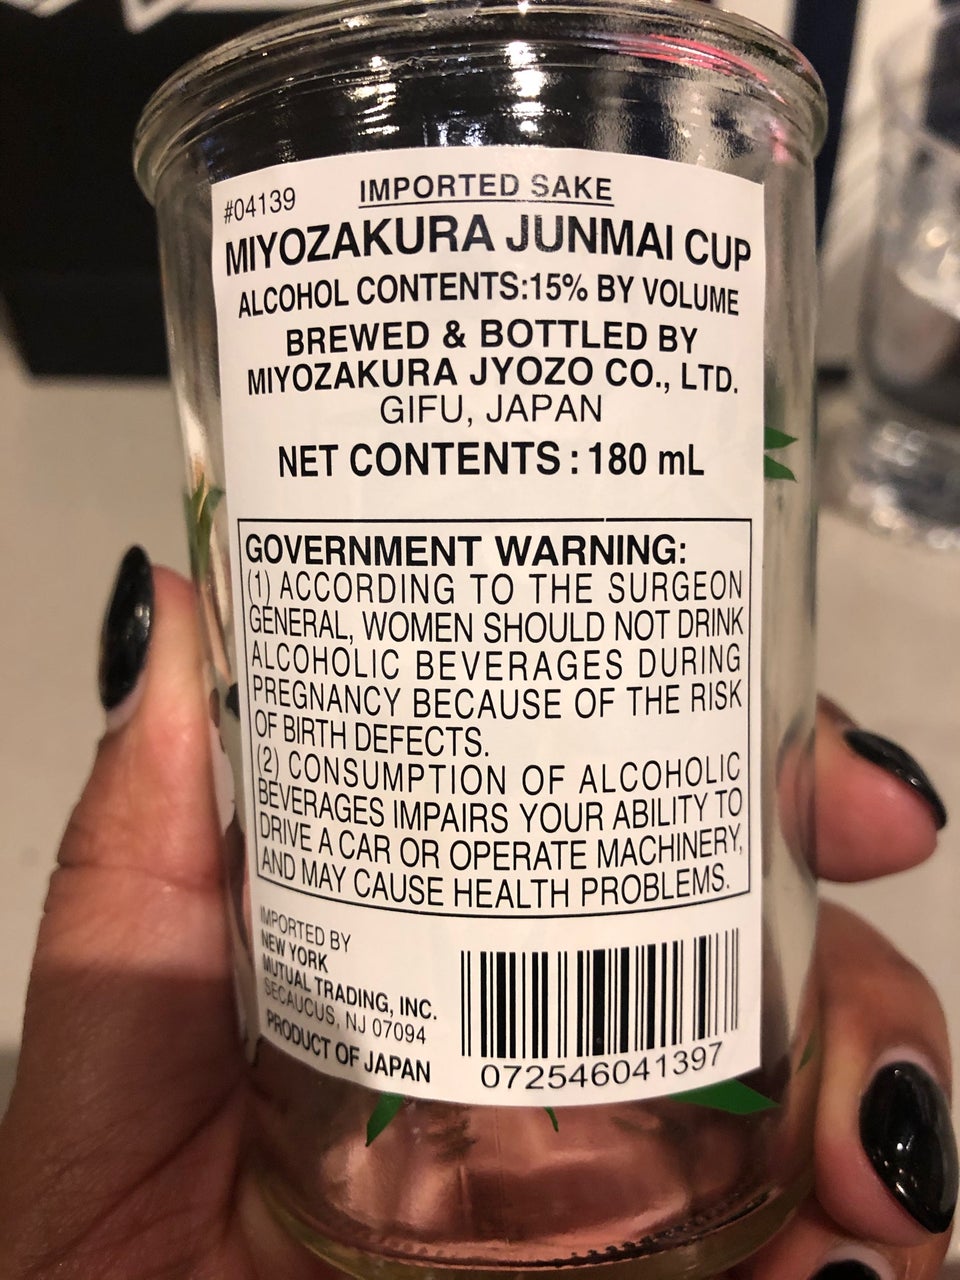 #04139
IMPORTED SAKE
MIYOZAKURA JUNMAI CUP
ALCOHOL CONTENTS:15% BY VOLUME
BREWED & BOTTLED BY
MIYOZAKURA JYOZO CO., LTD.
GIFU, JAPAN
NET CONTENTS : 180 mL
GOVERNMENT WARNING:
(1) ACCORDING TO THE SURGEON
GENERAL, WOMEN SHOULD NOT DRINK
ALCOHOLIC BEVERAGES DURING
PREGNANCY BECAUSE OF THE RISK
OF BIRTH DEFECTS.
(2) CONSUMPTION OF ALCOHOLIC
BEVERAGES IMPAIRS YOUR ABILITY TO
DRIVE A CAR OR OPERATE MACHINERY,
AND MAY CAUSE HEALTH PROBLEMS.
IMPORTED BY
NEW YORK
MUTUAL TRADING, INC.
SECAUCUS, NJ 07094
PRODUCT OF JAPAN
072546041397